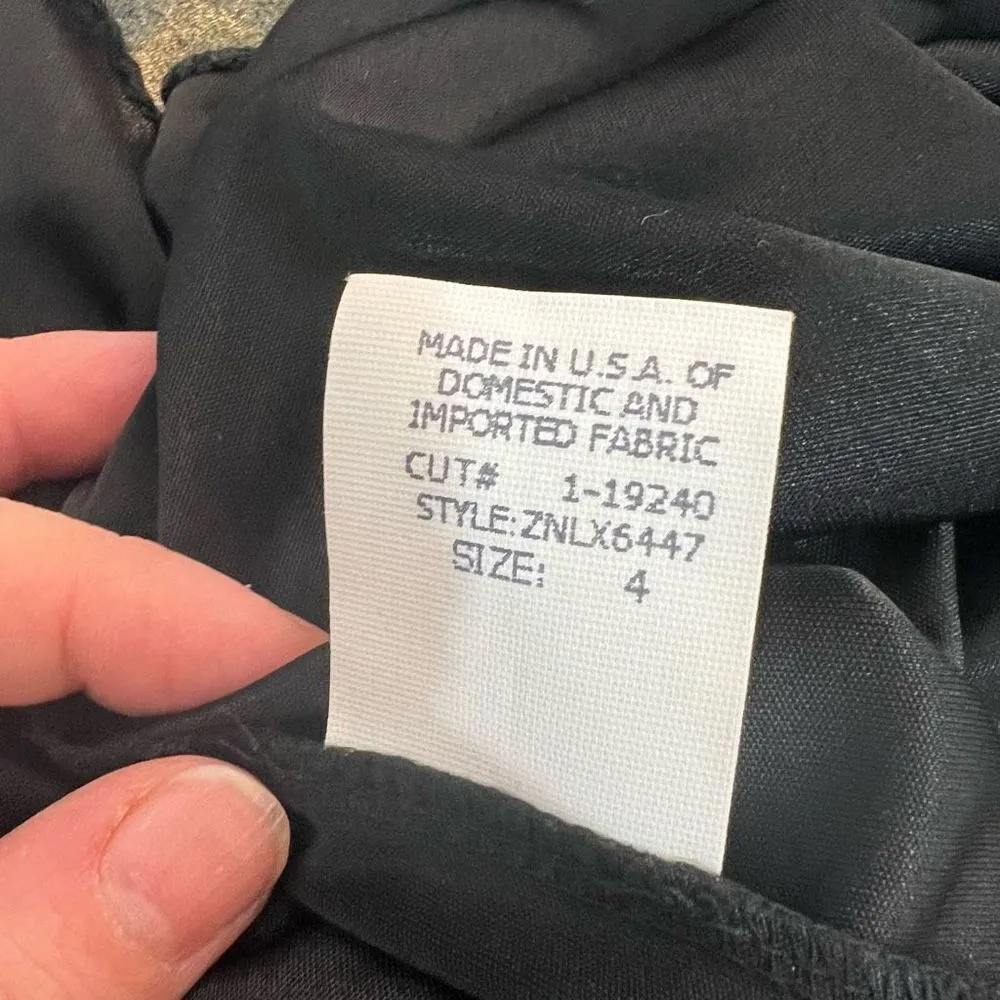 MADE IN U.S.A. OF
DOMESTIC AND
IMPORTED FABRIC
CUT# 1-19240
STYLE: ZNLX6447
SIZE: 4